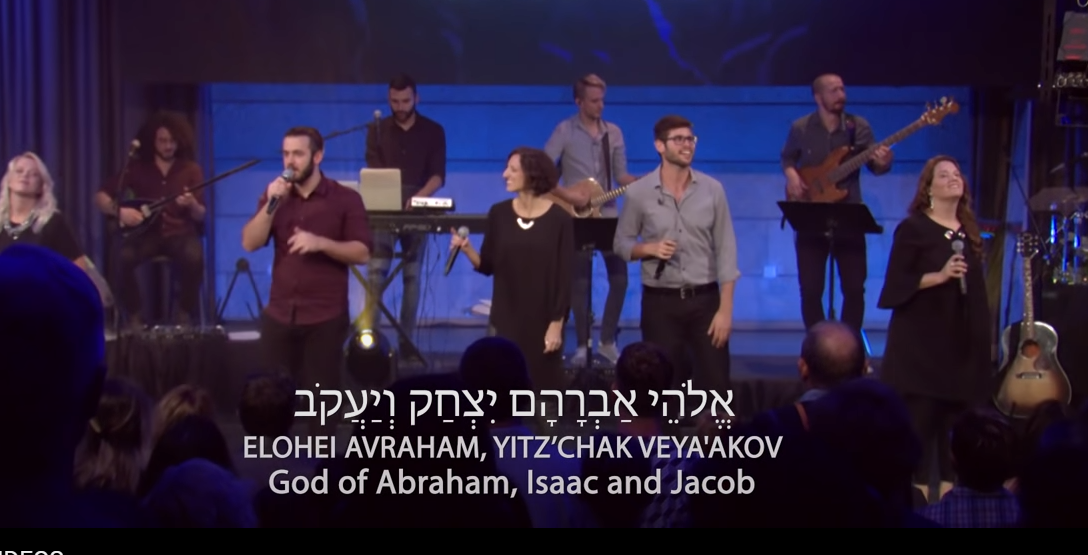 אֱלֹהֵי אַבְרָהָם יִצְחַק וְיַעֲקֹב
ELOHEI AVRAHAM, YITZ’CHAK VEYA'AKOV
God of Abraham, Isaac and Jacob